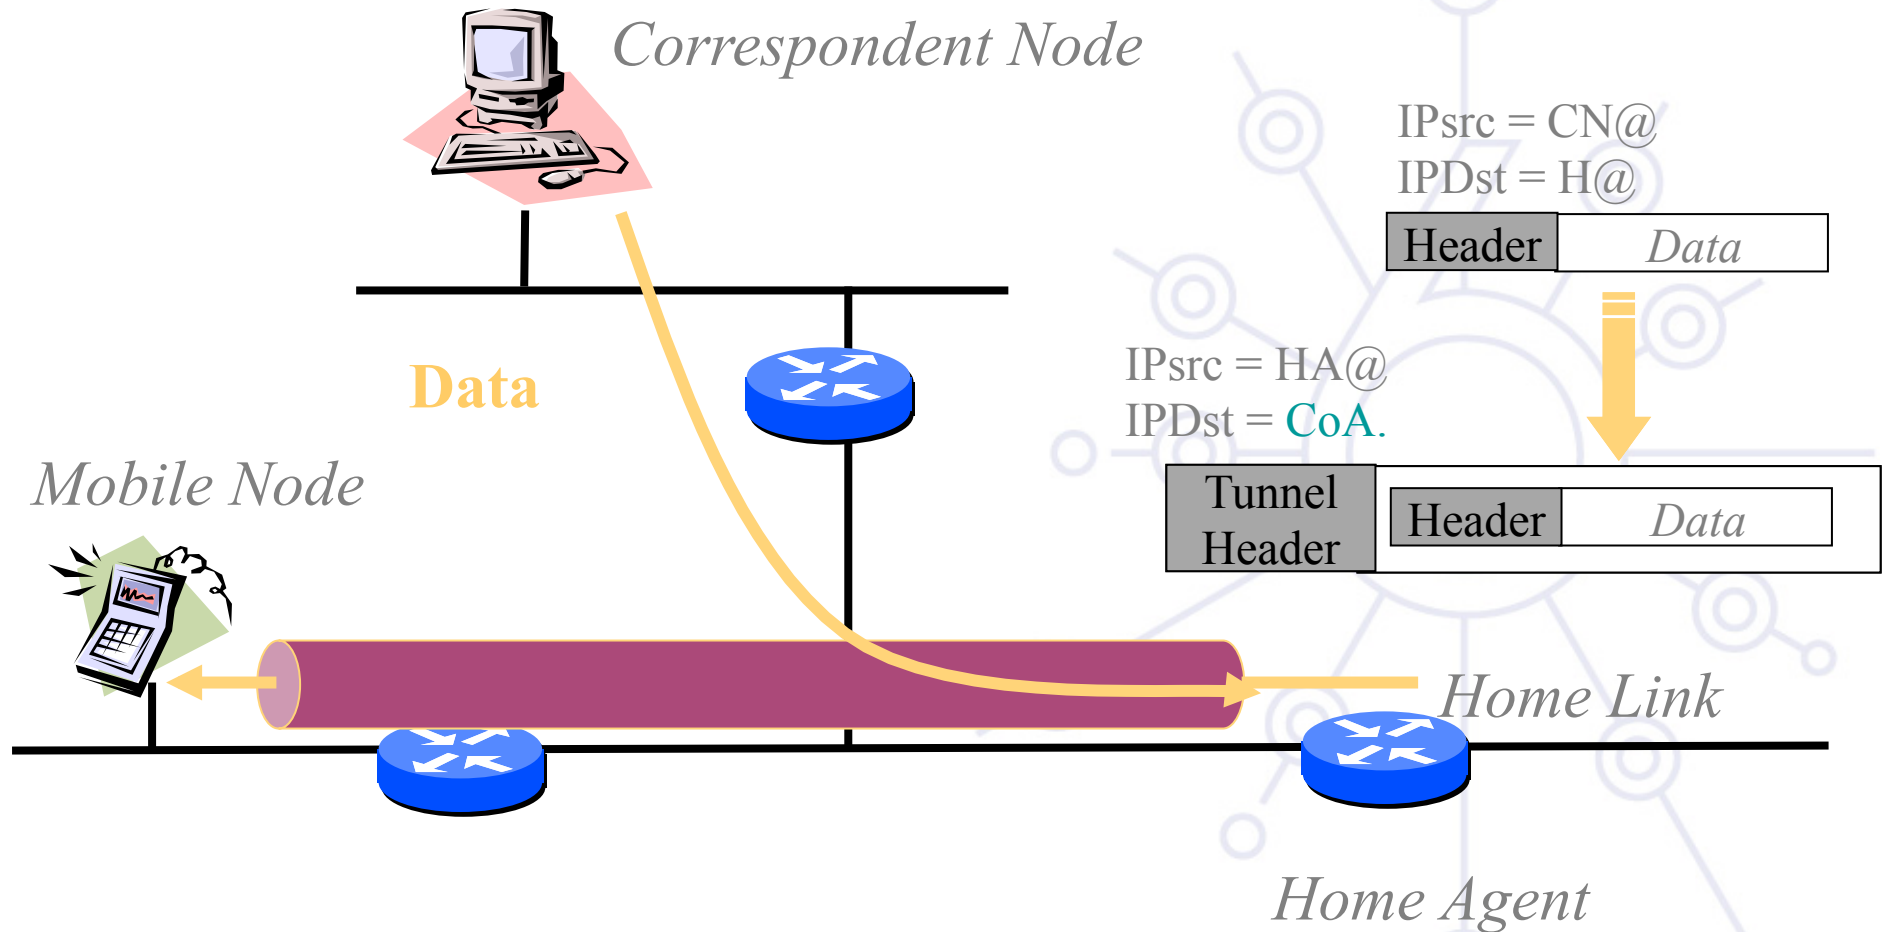 Correspondent Node
IPsrc = CN@
IPDst = H@
Header
Data
Data
IPsrc = HA@
IPDst = CoA.
Mobile Node
Tunnel
Header
Header
Data
Home Link
Home Agent